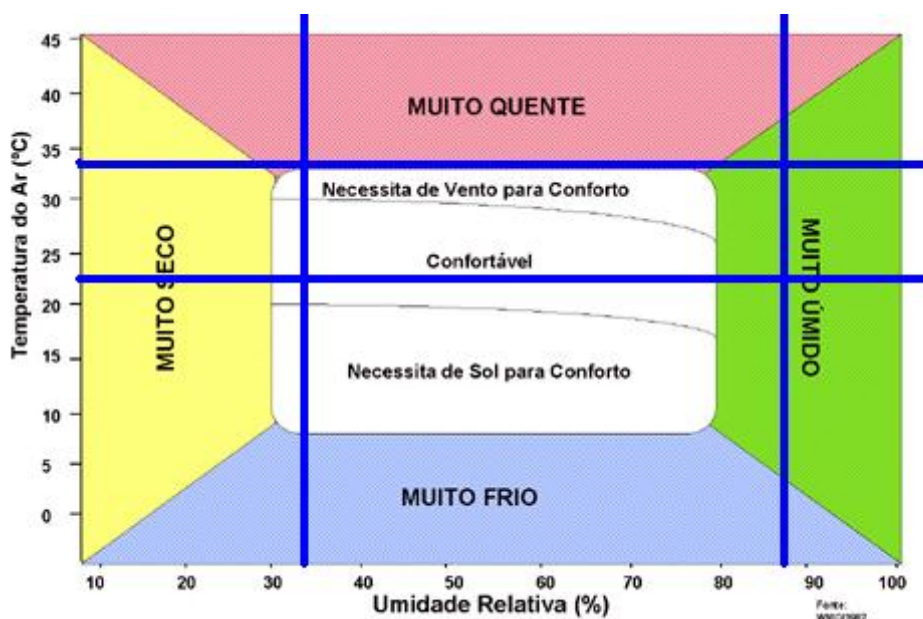 45
40
35
30
25
20
15
10
5
0
Temperatura do Ar (ºC)
MUITO QUENTE
Necessita de Vento para Conforto
Confortável
Necessita de Sol para Conforto
MUITO FRIO
MUITO SECO
MUITO ÚMIDO
10 20 30 40 50 60 70 80 90 100
Umidade Relativa (%)
Fonte: